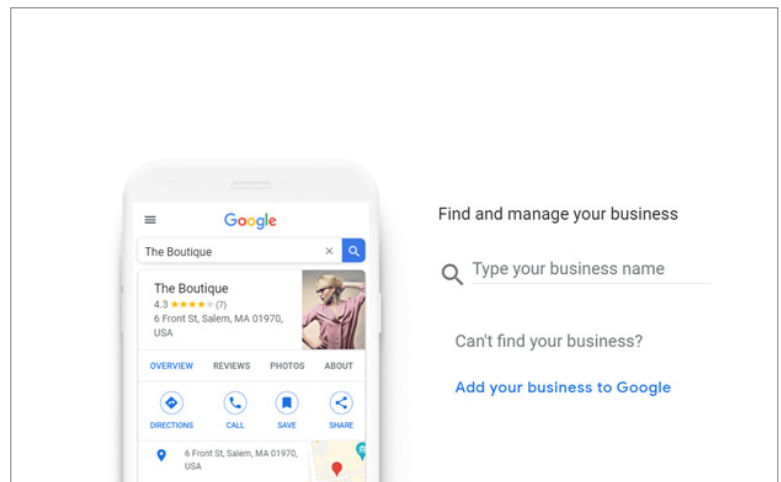 Google
The Boutique
The Boutique
4.3 (7)
6 Front St, Salem, MA 01970,
USA
OVERVIEW REVIEWS PHOTOS ABOUT
DIRECTIONS CALL SAVE SHARE
6 Front St, Salem, MA 01970,
USA
Find and manage your business
Type your business name
Can't find your business?
Add your business to Google